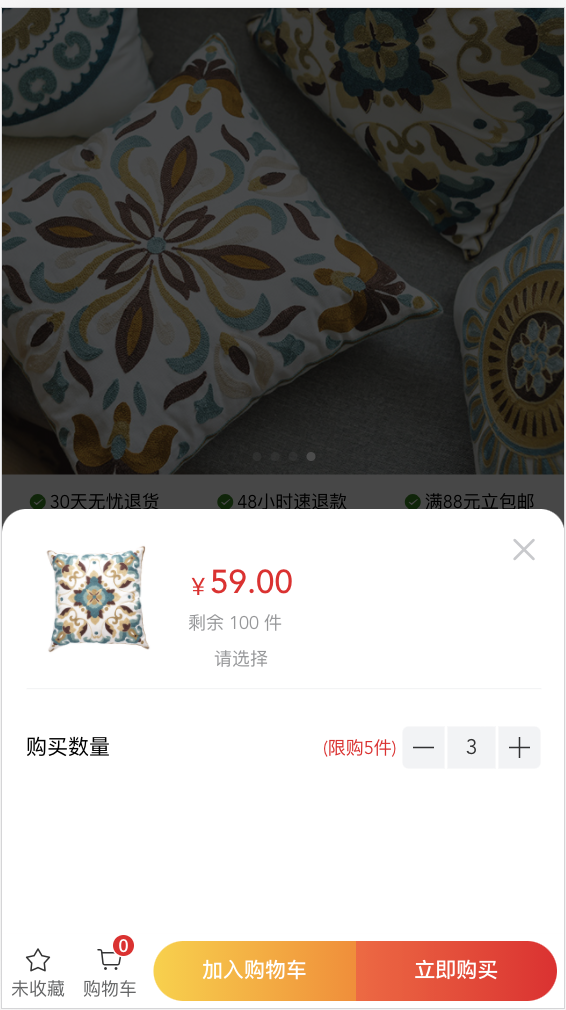 30天无忧退货 48小时速退款 满88元立包邮
¥59.00
剩余 100 件
请选择
购买数量 (限购5件) 3
0
未收藏 购物车 加入购物车 立即购买